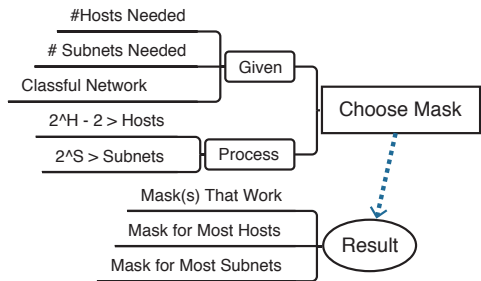 #Hosts Needed
# Subnets Needed
Given
Classful Network
Choose Mask
2^H - 2 > Hosts
Process
2^S > Subnets
Mask(s) That Work
Mask for Most Hosts
Result
Mask for Most Subnets